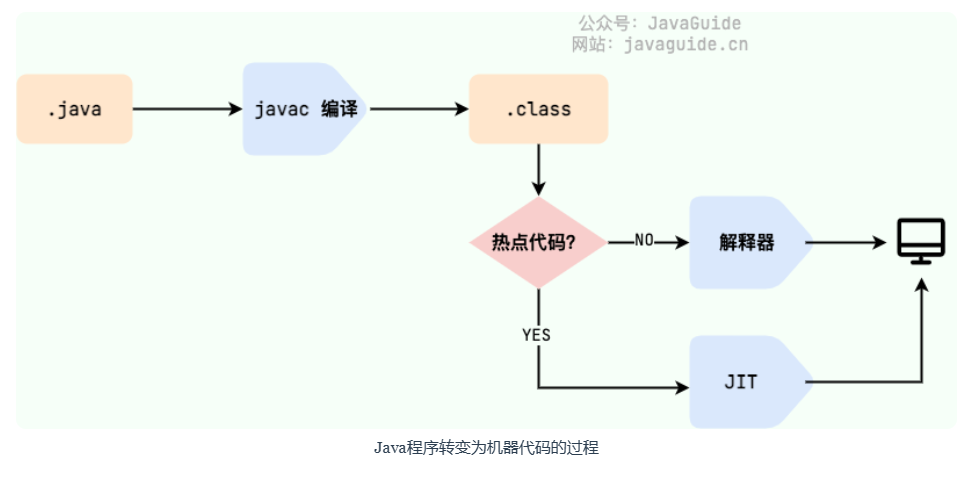 公众号：JavaGuide
网站：javaguide.cn
.java
javac 编译
.class
热点代码？
NO
解释器
YES
JIT
Java程序转变为机器代码的过程